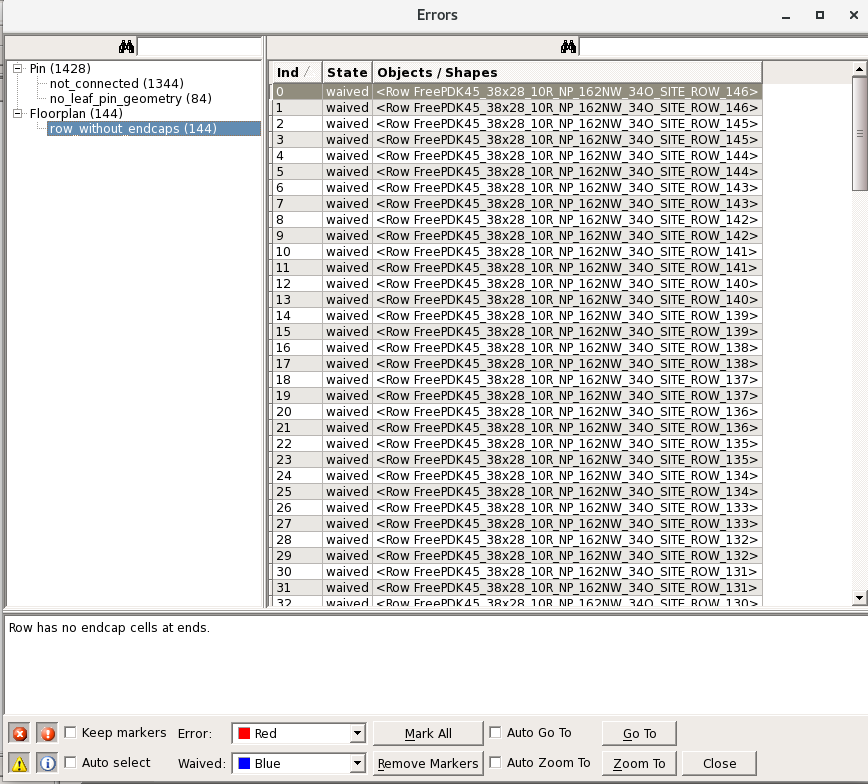 Errors
Pin (1428)
not_connected (1344)
no_leaf_pin_geometry (84)
Floorplan (144)
row_without_endcaps (144)
Ind State Objects / Shapes
0 waived <Row FreePDK45_38x28_10R_NP_162NW_34O_SITE_ROW_146>
1 waived <Row FreePDK45_38x28_10R_NP_162NW_34O_SITE_ROW_146>
2 waived <Row FreePDK45_38x28_10R_NP_162NW_34O_SITE_ROW_145>
3 waived <Row FreePDK45_38x28_10R_NP_162NW_34O_SITE_ROW_145>
4 waived <Row FreePDK45_38x28_10R_NP_162NW_34O_SITE_ROW_144>
5 waived <Row FreePDK45_38x28_10R_NP_162NW_34O_SITE_ROW_144>
6 waived <Row FreePDK45_38x28_10R_NP_162NW_34O_SITE_ROW_143>
7 waived <Row FreePDK45_38x28_10R_NP_162NW_34O_SITE_ROW_143>
8 waived <Row FreePDK45_38x28_10R_NP_162NW_34O_SITE_ROW_142>
9 waived <Row FreePDK45_38x28_10R_NP_162NW_34O_SITE_ROW_142>
10 waived <Row FreePDK45_38x28_10R_NP_162NW_34O_SITE_ROW_141>
11 waived <Row FreePDK45_38x28_10R_NP_162NW_34O_SITE_ROW_141>
12 waived <Row FreePDK45_38x28_10R_NP_162NW_34O_SITE_ROW_140>
13 waived <Row FreePDK45_38x28_10R_NP_162NW_34O_SITE_ROW_140>
14 waived <Row FreePDK45_38x28_10R_NP_162NW_34O_SITE_ROW_139>
15 waived <Row FreePDK45_38x28_10R_NP_162NW_34O_SITE_ROW_139>
16 waived <Row FreePDK45_38x28_10R_NP_162NW_34O_SITE_ROW_138>
17 waived <Row FreePDK45_38x28_10R_NP_162NW_34O_SITE_ROW_138>
18 waived <Row FreePDK45_38x28_10R_NP_162NW_34O_SITE_ROW_137>
19 waived <Row FreePDK45_38x28_10R_NP_162NW_34O_SITE_ROW_137>
20 waived <Row FreePDK45_38x28_10R_NP_162NW_34O_SITE_ROW_136>
21 waived <Row FreePDK45_38x28_10R_NP_162NW_34O_SITE_ROW_136>
22 waived <Row FreePDK45_38x28_10R_NP_162NW_34O_SITE_ROW_135>
23 waived <Row FreePDK45_38x28_10R_NP_162NW_34O_SITE_ROW_135>
24 waived <Row FreePDK45_38x28_10R_NP_162NW_34O_SITE_ROW_134>
25 waived <Row FreePDK45_38x28_10R_NP_162NW_34O_SITE_ROW_134>
26 waived <Row FreePDK45_38x28_10R_NP_162NW_34O_SITE_ROW_133>
27 waived <Row FreePDK45_38x28_10R_NP_162NW_34O_SITE_ROW_133>
28 waived <Row FreePDK45_38x28_10R_NP_162NW_34O_SITE_ROW_132>
29 waived <Row FreePDK45_38x28_10R_NP_162NW_34O_SITE_ROW_132>
30 waived <Row FreePDK45_38x28_10R_NP_162NW_34O_SITE_ROW_131>
31 waived <Row FreePDK45_38x28_10R_NP_162NW_34O_SITE_ROW_131>
32 waived <Row FreePDK45_38x28_10R_NP_162NW_34O_SITE_ROW_130>
Row has no endcap cells at ends.
Keep markers Error: Red Mark All Auto Go To Go To
Auto select Waived: Blue Remove Markers Auto Zoom To Zoom To Close